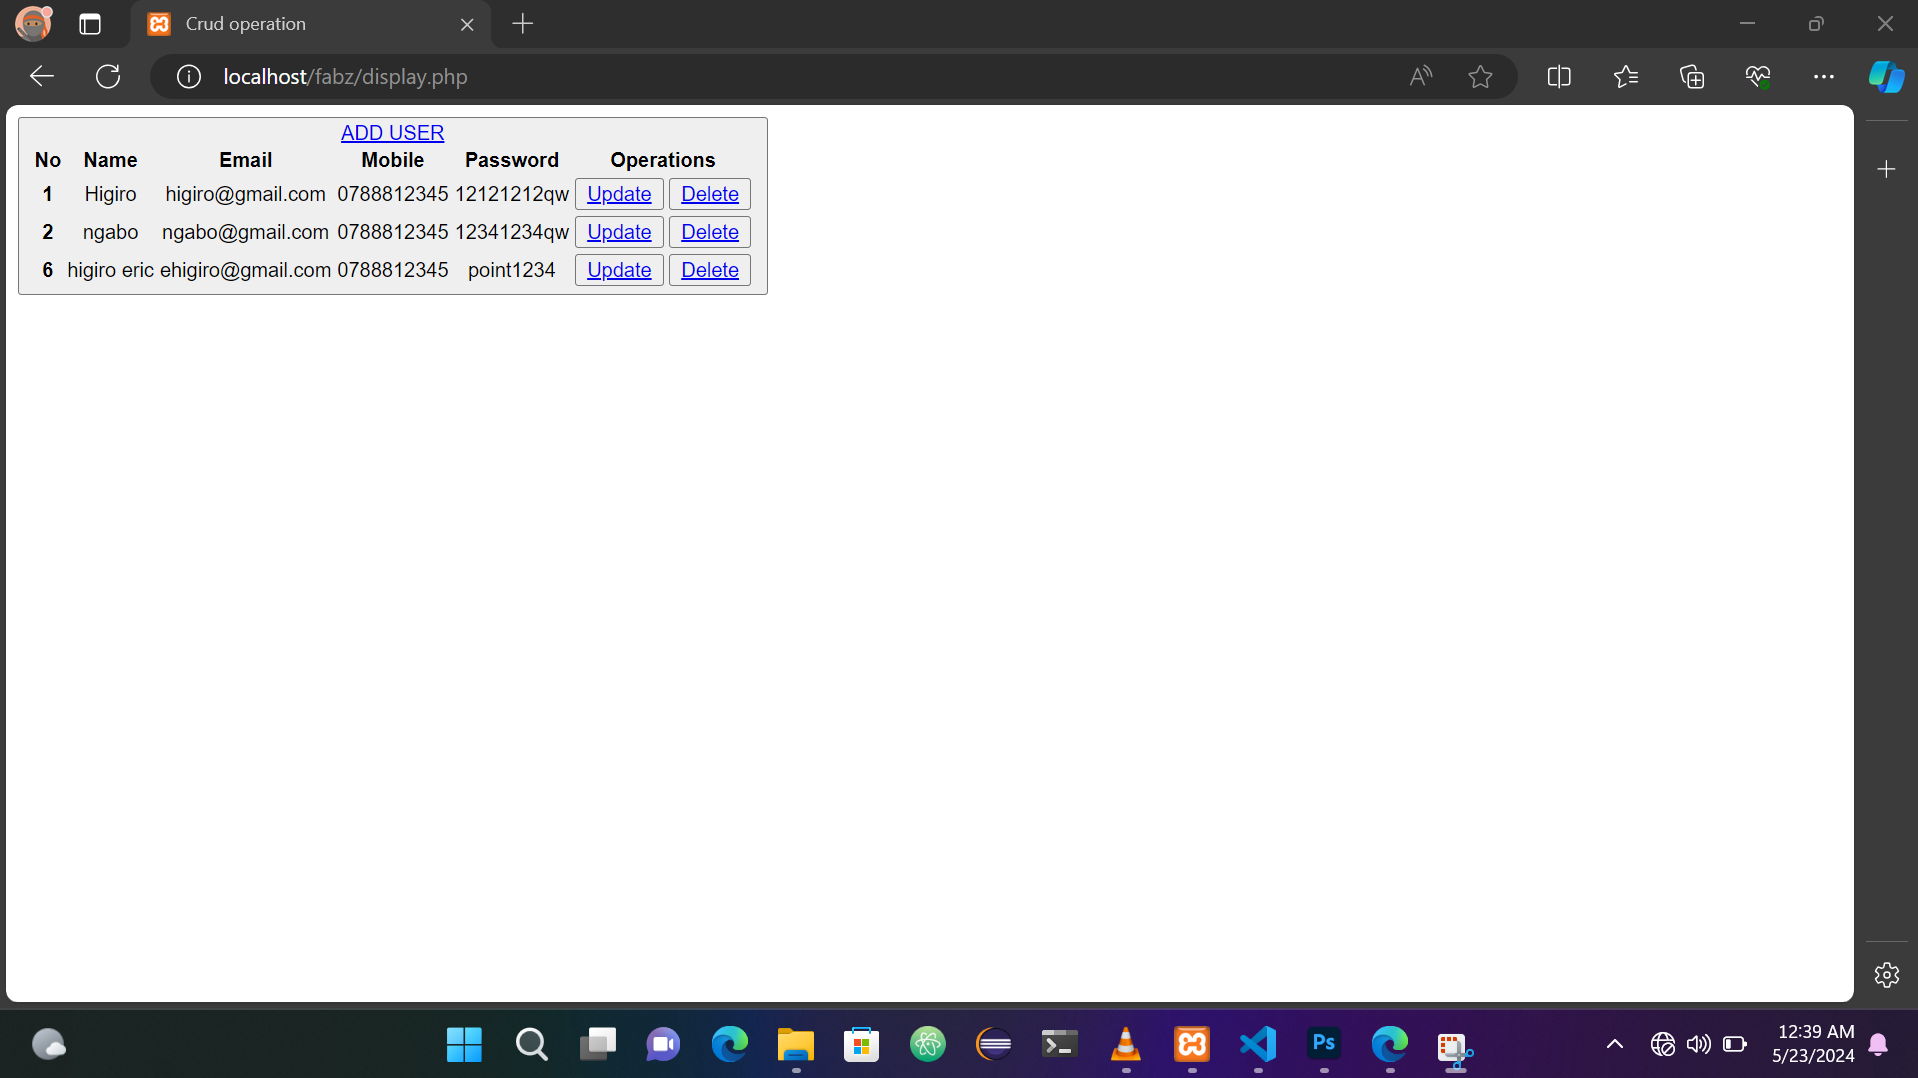 Crud operation
localhost/fabz/display.php
ADD USER
No Name Email Mobile Password Operations
1 Higiro higiro@gmail.com 0788812345 12121212qw Update Delete
2 ngabo ngabo@gmail.com 0788812345 12341234qw Update Delete
6 higiro eric ehigiro@gmail.com 0788812345 point1234 Update Delete
Ps
12:39 AM
5/23/2024